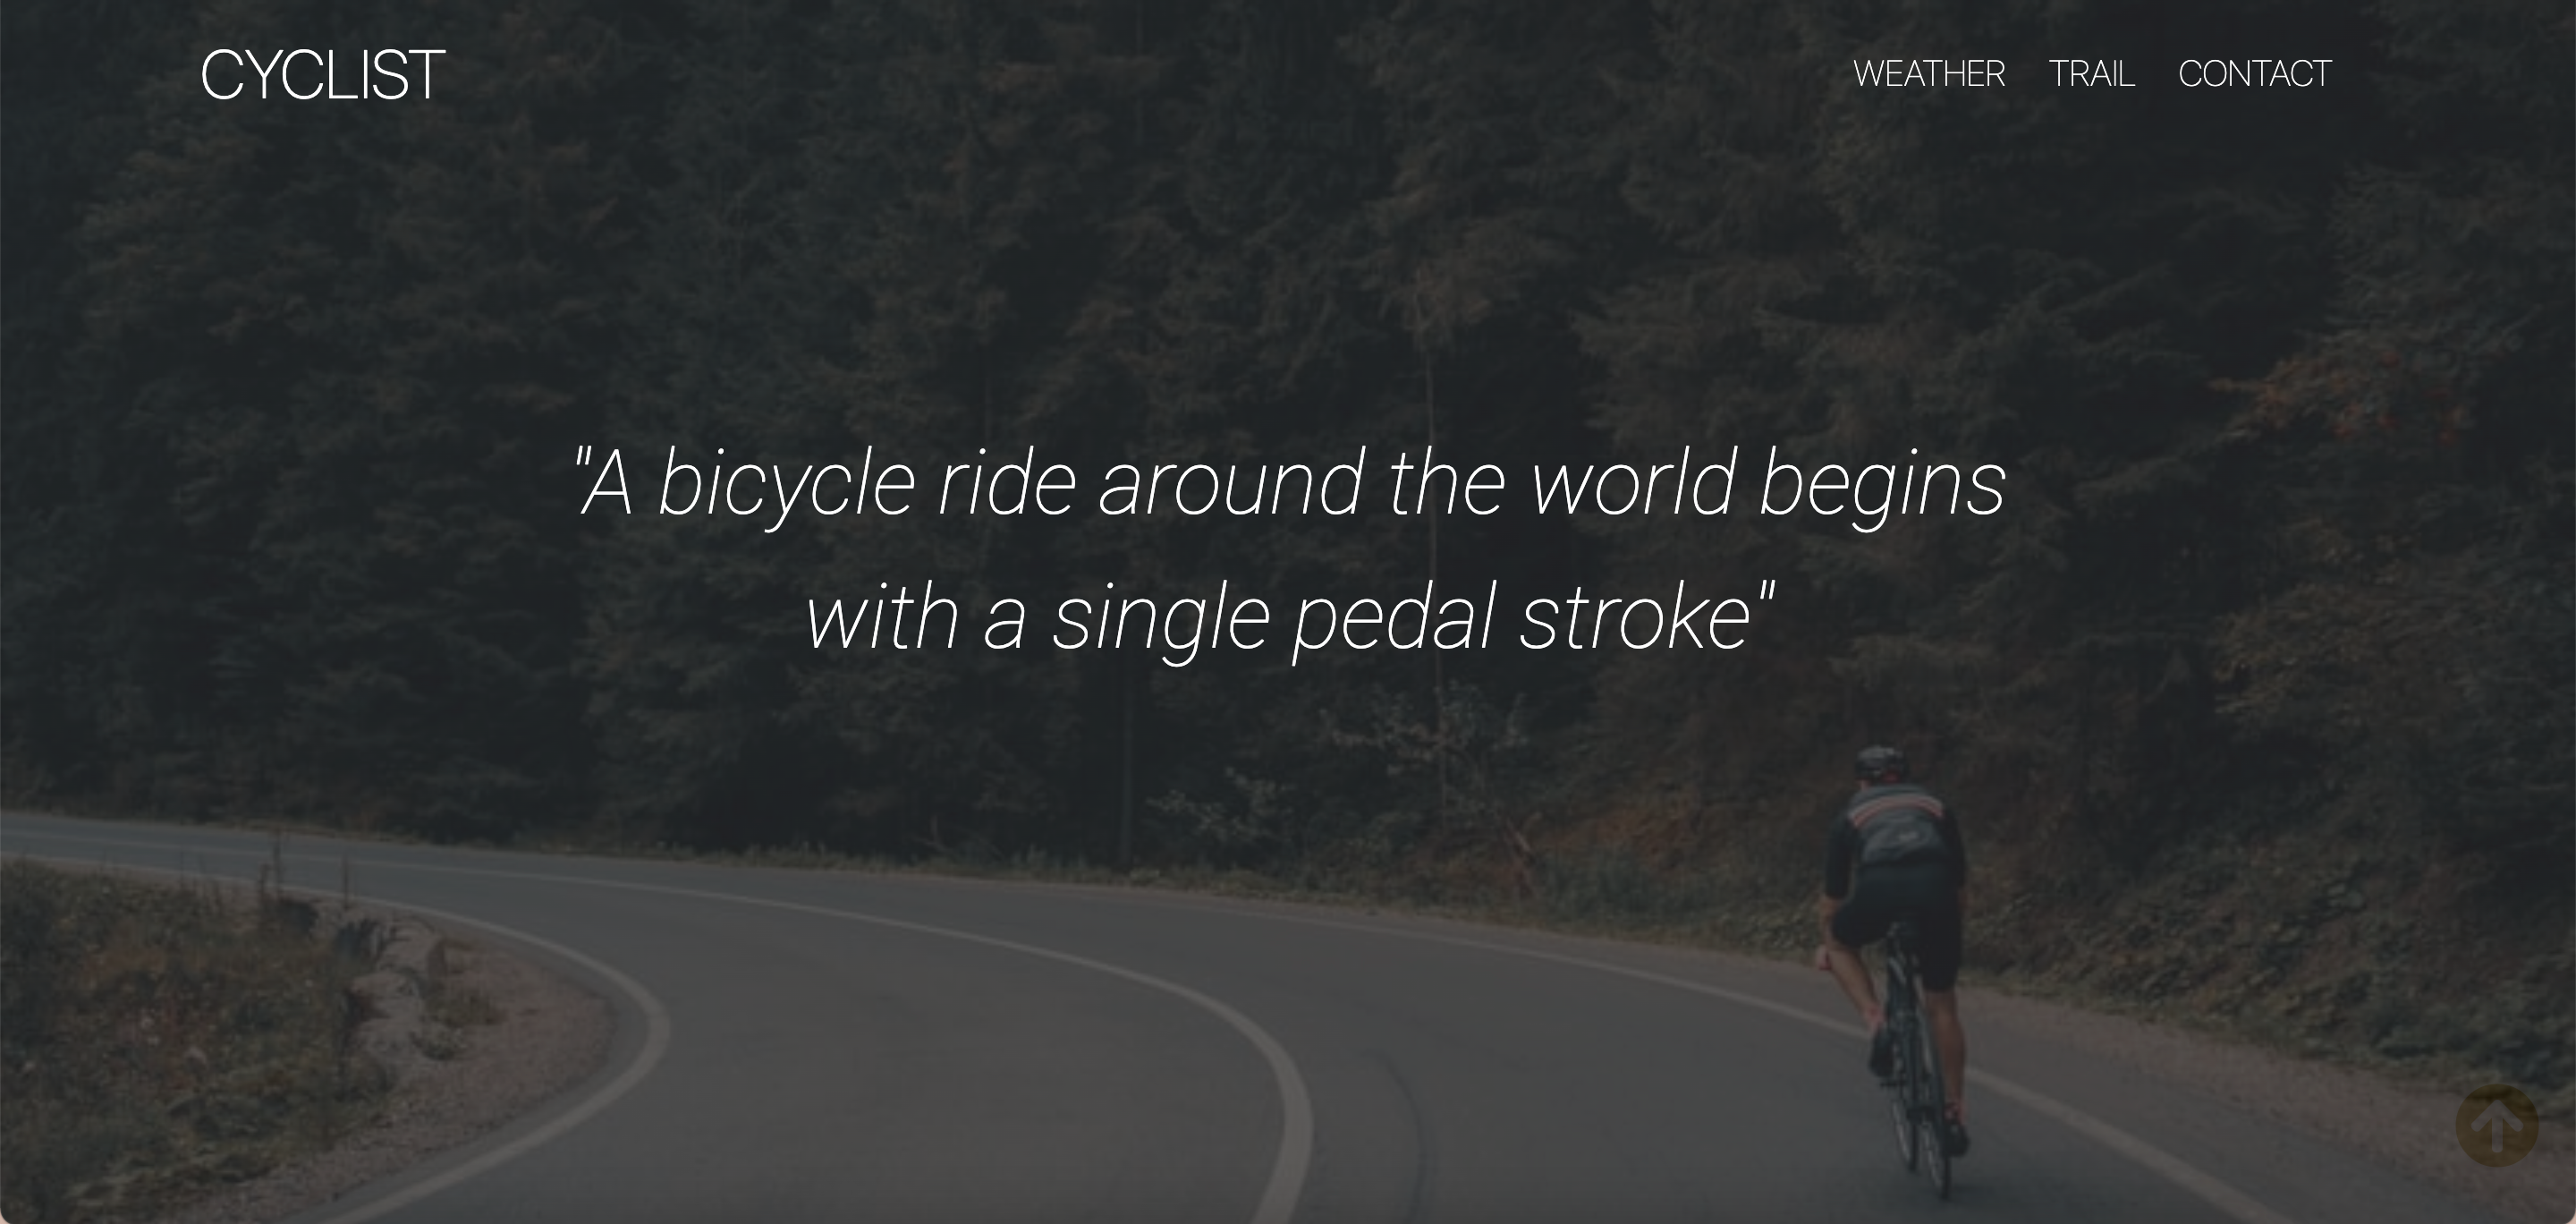 CYCLIST
WEATHER TRAIL CONTACT
"A bicycle ride around the world begins
with a single pedal stroke"